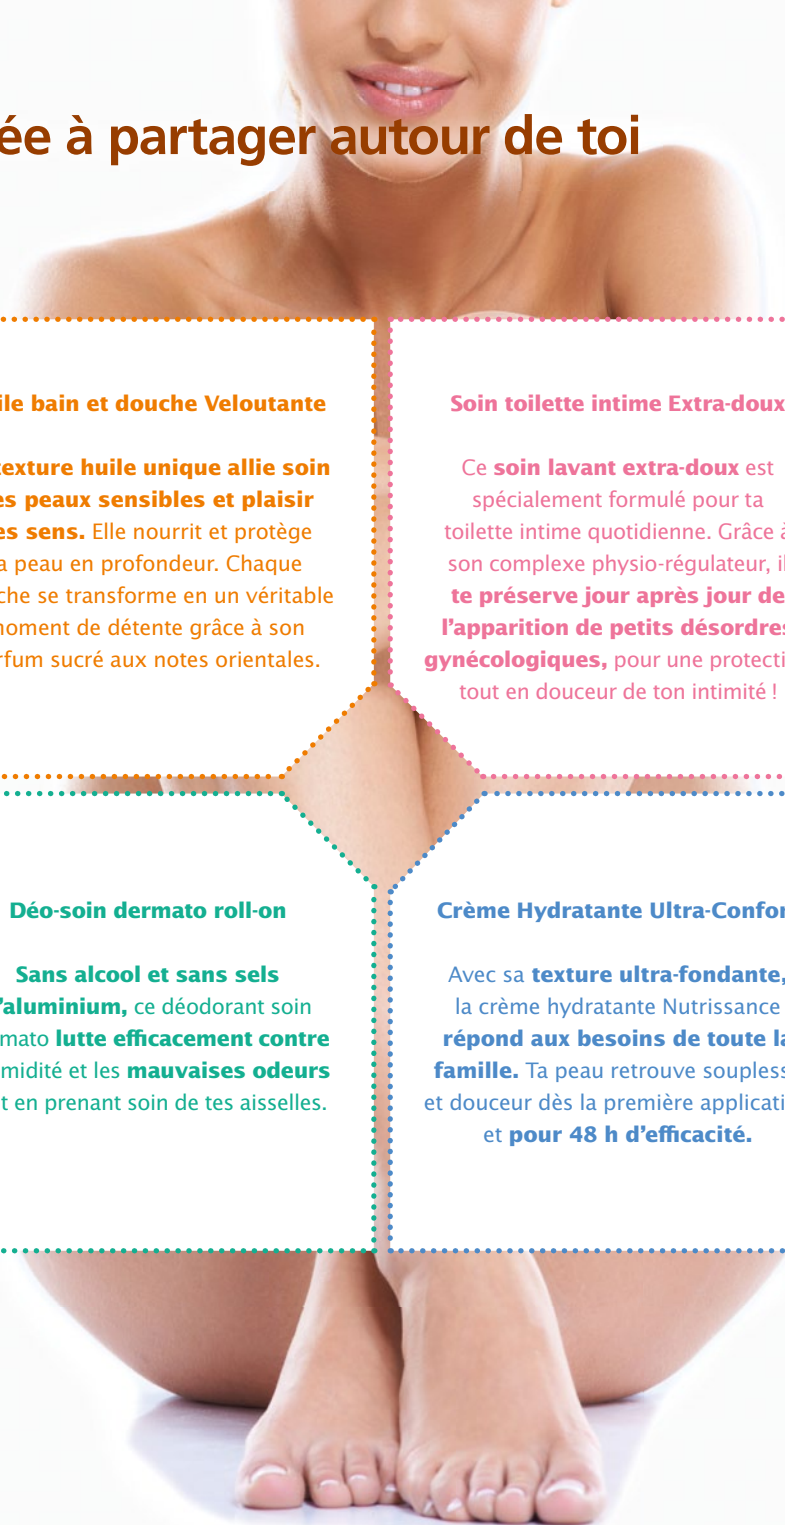 ée à partager autour de toi
ile bain et douche Veloutante
texture huile unique allie soin
es peaux sensibles et plaisir
es sens. Elle nourrit et protège
a peau en profondeur. Chaque
che se transforme en un véritable
moment de détente grâce à son
rfum sucré aux notes orientales.
Soin toilette intime Extra-doux
Ce soin lavant extra-doux est
spécialement formulé pour ta
toilette intime quotidienne. Grâce à
son complexe physio-régulateur, il
te préserve jour après jour de
l’apparition de petits désordres
gynécologiques, pour une protecti
tout en douceur de ton intimité !
Déo-soin dermato roll-on
Sans alcool et sans sels
’aluminium, ce déodorant soin
mato lutte efficacement contre
midité et les mauvaises odeurs
t en prenant soin de tes aisselles.
Crème Hydratante Ultra-Confor
Avec sa texture ultra-fondante,
la crème hydratante Nutrissance
répond aux besoins de toute la
famille. Ta peau retrouve soupless
et douceur dès la première applicati
et pour 48 h d’efficacité.